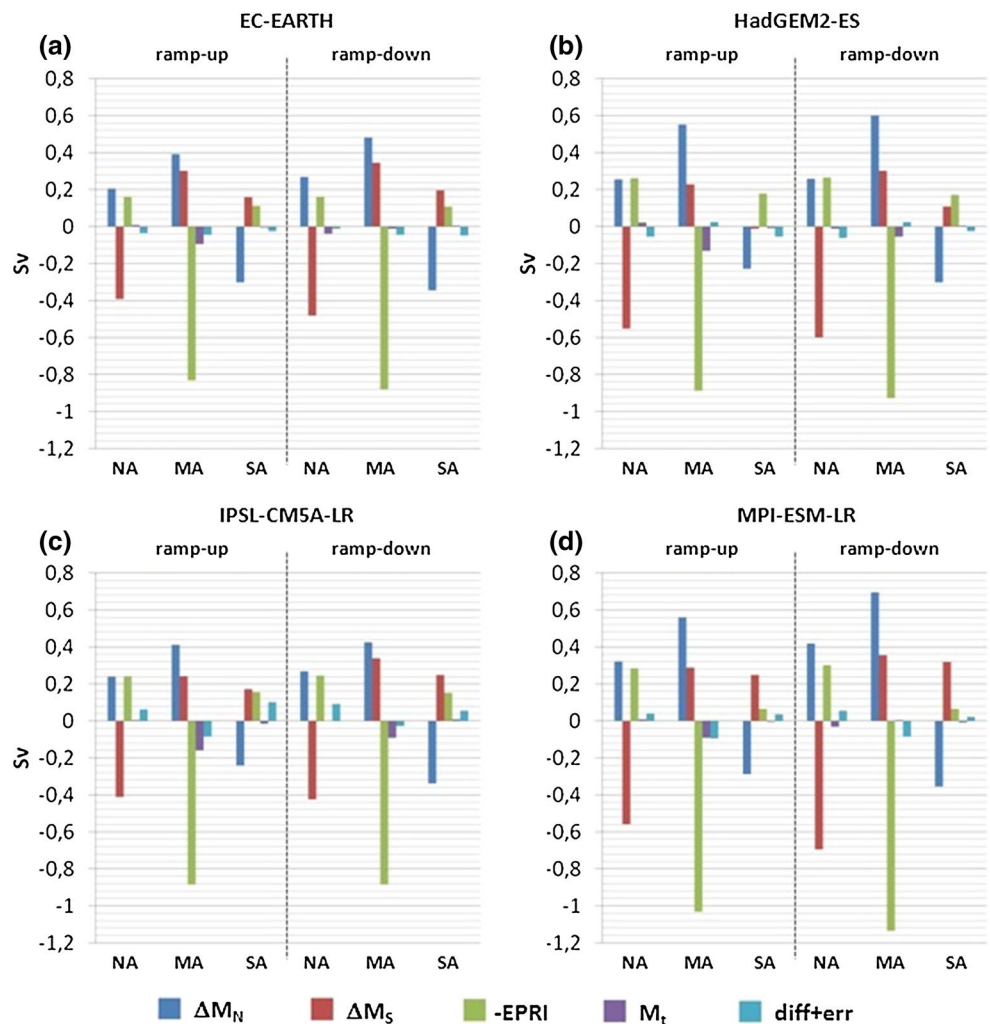 EC-EARTH
(a)
ramp-up ramp-down
0,8
0,6
0,4
0,2
0
-0,2
-0,4
-0,6
-0,8
-1
-1,2
Sv
NA MA SA NA MA SA
HadGEM2-ES
(b)
ramp-up ramp-down
0,8
0,6
0,4
0,2
0
-0,2
-0,4
-0,6
-0,8
-1
-1,2
Sv
NA MA SA NA MA SA
IPSL-CM5A-LR
(c)
ramp-up ramp-down
0,8
0,6
0,4
0,2
0
-0,2
-0,4
-0,6
-0,8
-1
-1,2
Sv
NA MA SA NA MA SA
MPI-ESM-LR
(d)
ramp-up ramp-down
0,8
0,6
0,4
0,2
0
-0,2
-0,4
-0,6
-0,8
-1
-1,2
NA MA SA NA MA SA
ΔM_N ΔM_S -EPRI M_t diff+err